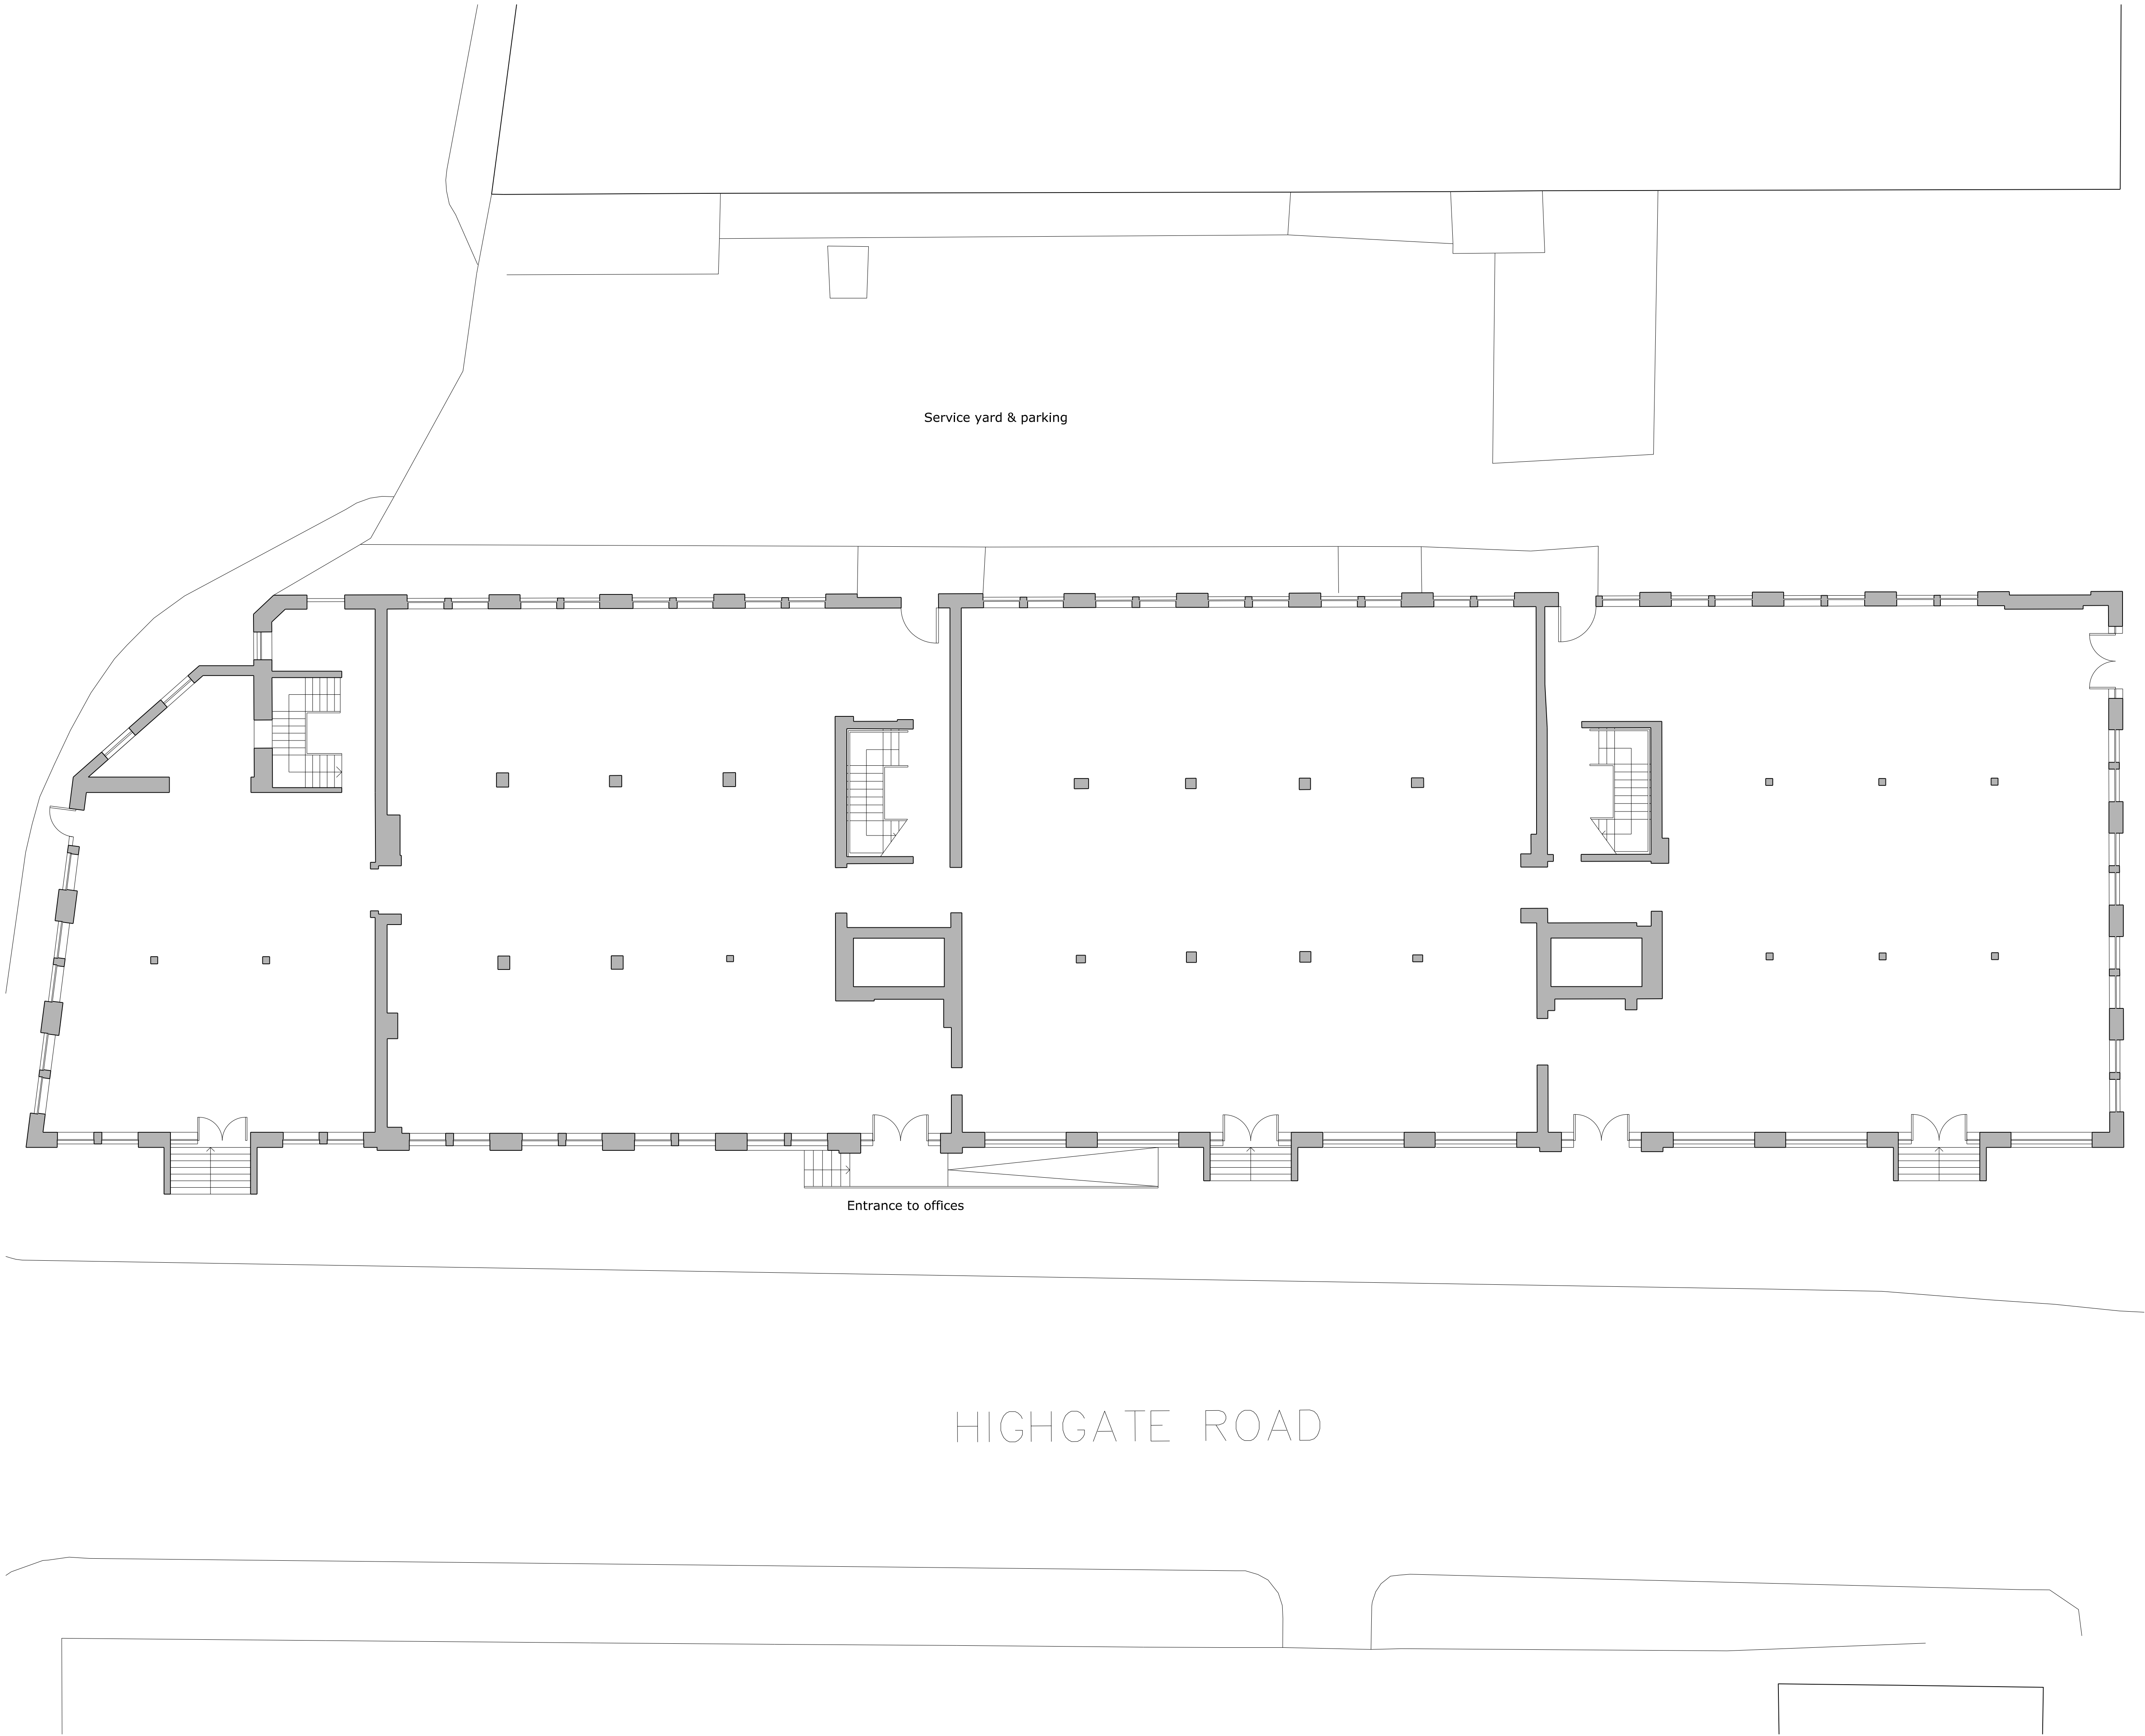 Service yard & parking
Entrance to offices
HIGHGATE ROAD